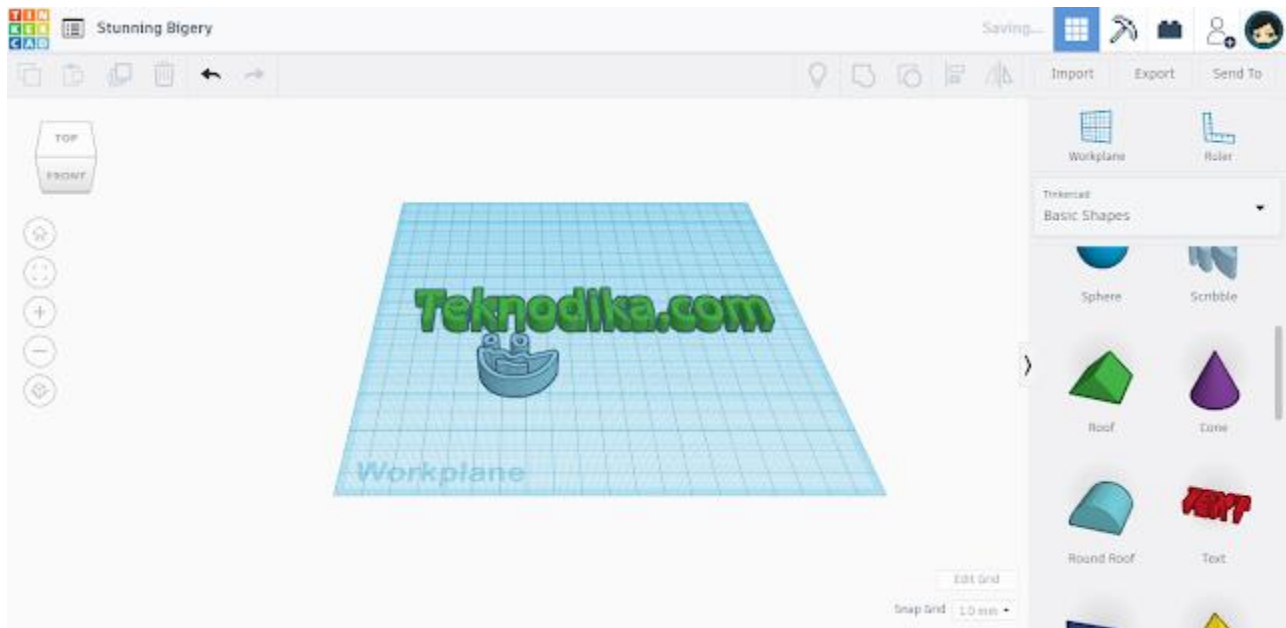 TIN
KER
CAD
Stunning Bigery
Saving...
Import Export Send To
TOP
FRONT
Workplane Ruler
Tinkercad
Basic Shapes
Sphere Scribble
Teknodika.com
Roof Cone
Workplane
TEXT
Round Roof Text
Edit Grid
Snap Grid 1.0 mm